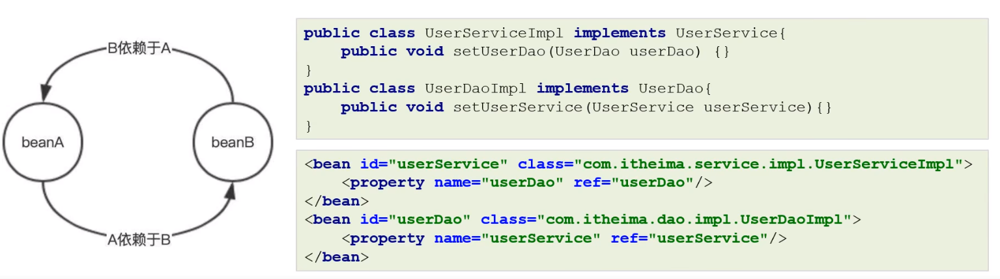 B依赖于A
beanA
beanB
A依赖于B
public class UserServiceImpl implements UserService{
    public void setUserDao(UserDao userDao) {}
}
public class UserDaoImpl implements UserDao{
    public void setUserService(UserService userService){}
}
<bean id="userService" class="com.itheima.service.impl.UserServiceImpl">
    <property name="userDao" ref="userDao"/>
</bean>
<bean id="userDao" class="com.itheima.dao.impl.UserDaoImpl">
    <property name="userService" ref="userService"/>
</bean>